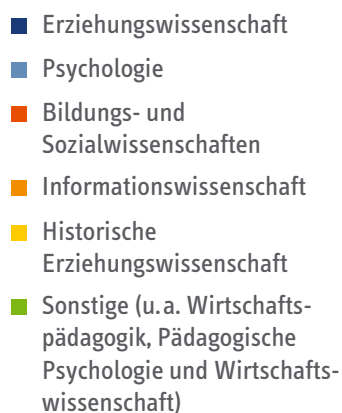 Erziehungswissenschaft
Psychologie
Bildungs- und
Sozialwissenschaften
Informationswissenschaft
Historische
Erziehungswissenschaft
Sonstige (u. a. Wirtschafts-
pädagogik, Pädagogische
Psychologie und Wirtschafts-
wissenschaft)